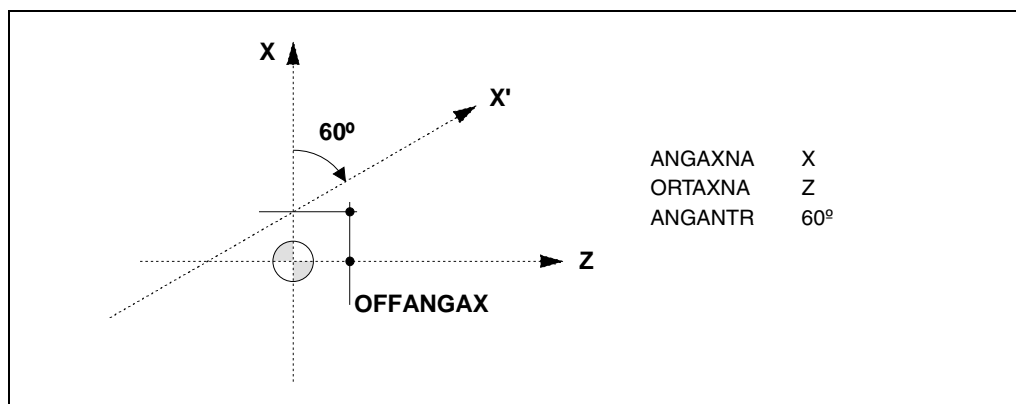 X
X'
60º
Z
OFFANGAX
ANGAXNA X
ORTAXNA Z
ANGANTR 60º